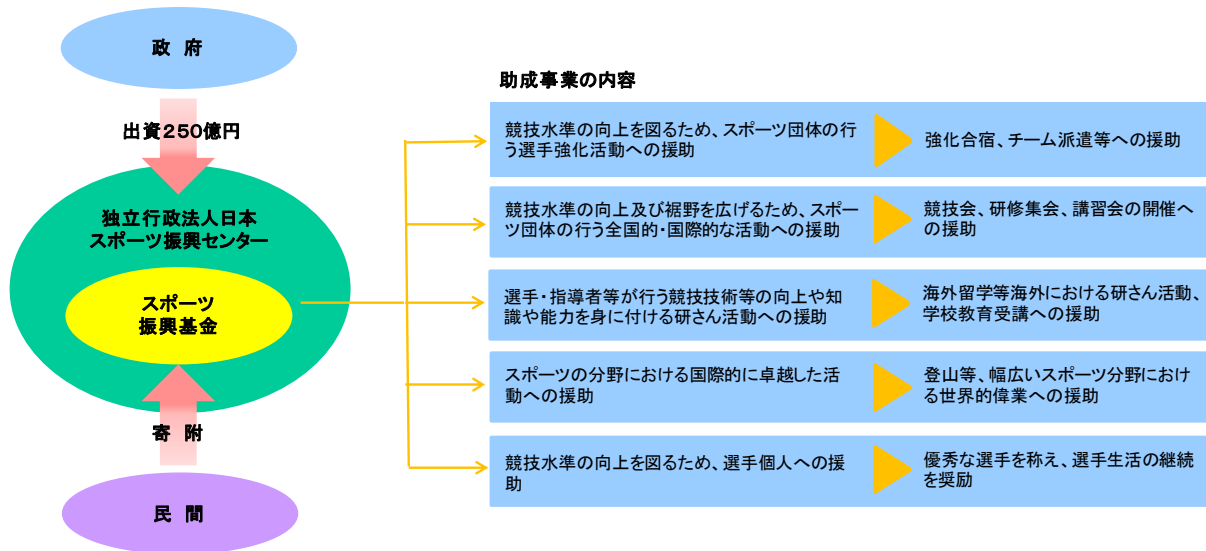 政 府
出資250億円
独立行政法人日本
スポーツ振興センター
スポーツ
振興基金
寄 附
民 間
助成事業の内容
競技水準の向上を図るため、スポーツ団体の行
う選手強化活動への援助
強化合宿、チーム派遣等への援助
競技水準の向上及び裾野を広げるため、スポー
ツ団体の行う全国的・国際的な活動への援助
競技会、研修集会、講習会の開催へ
の援助
選手・指導者等が行う競技技術等の向上や知
識や能力を身に付ける研さん活動への援助
海外留学等海外における研さん活動、
学校教育受講への援助
スポーツの分野における国際的に卓越した活
動への援助
登山等、幅広いスポーツ分野におけ
る世界的偉業への援助
競技水準の向上を図るため、選手個人への援
助
優秀な選手を称え、選手生活の継続
を奨励